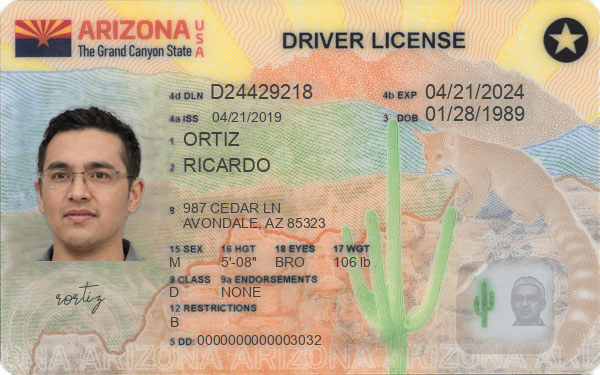 ARIZONA USA
The Grand Canyon State
DRIVER LICENSE
4d DLN D24429218 4b EXP 04/21/2024
4a ISS 04/21/2019 3 DOB 01/28/1989
1 ORTIZ
2 RICARDO
8 987 CEDAR LN
AVONDALE, AZ 85323
15 SEX 16 HGT 18 EYES 17 WGT
M 5'-08" BRO 106 lb
9 CLASS 9a ENDORSEMENTS
D NONE
rortiz
12 RESTRICTIONS
B
5 DD: 0000000000003032
ARIZONA ARIZONA ARIZONA ARIZONA